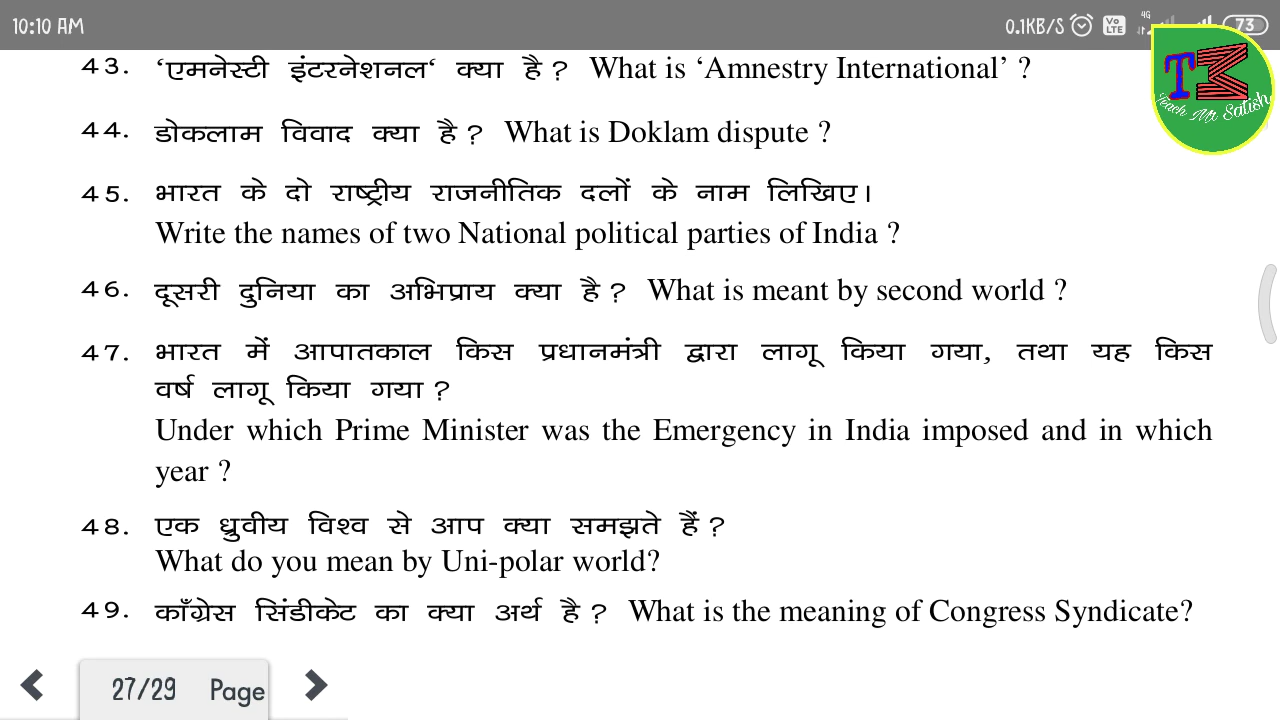 10:10 AM 0.1KB/S Vo LTE 4G 73
43. ‘एमनेस्टी इंटरनेशनल‘ क्या है ? What is ‘Amnestry International’ ?
Teach Mr Satish
44. डोकलाम विवाद क्या है ? What is Doklam dispute ?
45. भारत के दो राष्ट्रीय राजनीतिक दलों के नाम लिखिए।
Write the names of two National political parties of India ?
46. दूसरी दुनिया का अभिप्राय क्या है ? What is meant by second world ?
47. भारत में आपातकाल किस प्रधानमंत्री द्वारा लागू किया गया, तथा यह किस
वर्ष लागू किया गया ?
Under which Prime Minister was the Emergency in India imposed and in which
year ?
48. एक ध्रुवीय विश्व से आप क्या समझते हैं ?
What do you mean by Uni-polar world?
49. काँग्रेस सिंडीकेट का क्या अर्थ है ? What is the meaning of Congress Syndicate?
27/29 Page